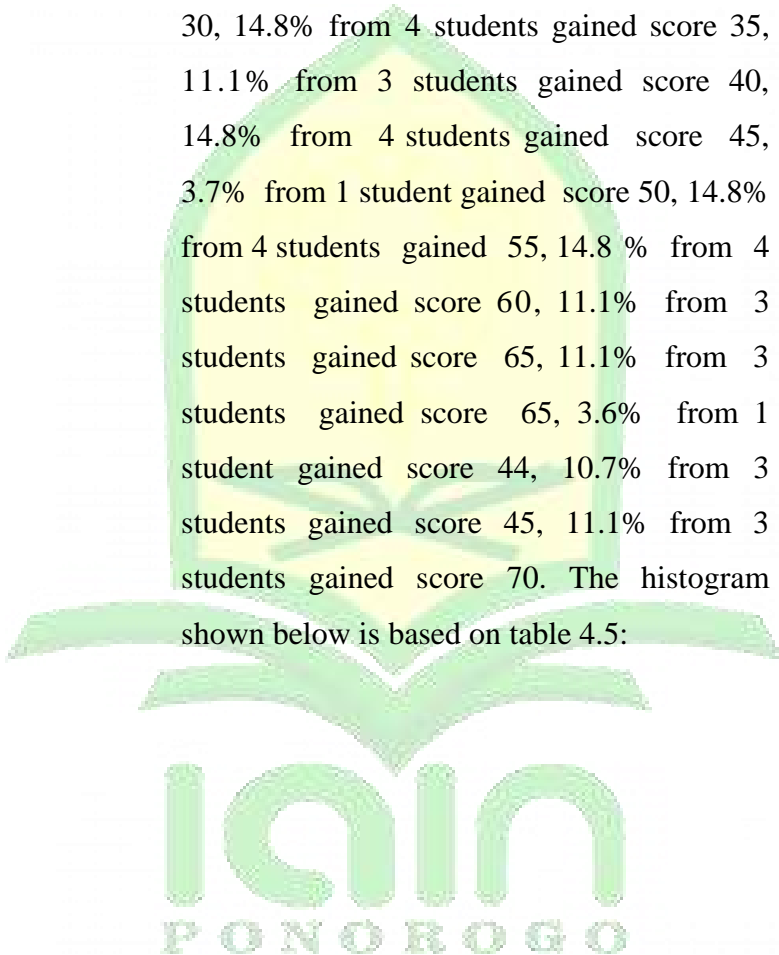 30, 14.8% from 4 students gained score 35,
11.1% from 3 students gained score 40,
14.8% from 4 students gained score 45,
3.7% from 1 student gained score 50, 14.8%
from 4 students gained 55, 14.8 % from 4
students gained score 60, 11.1% from 3
students gained score 65, 11.1% from 3
students gained score 65, 3.6% from 1
student gained score 44, 10.7% from 3
students gained score 45, 11.1% from 3
students gained score 70. The histogram
shown below is based on table 4.5:
iain
PONOROGO